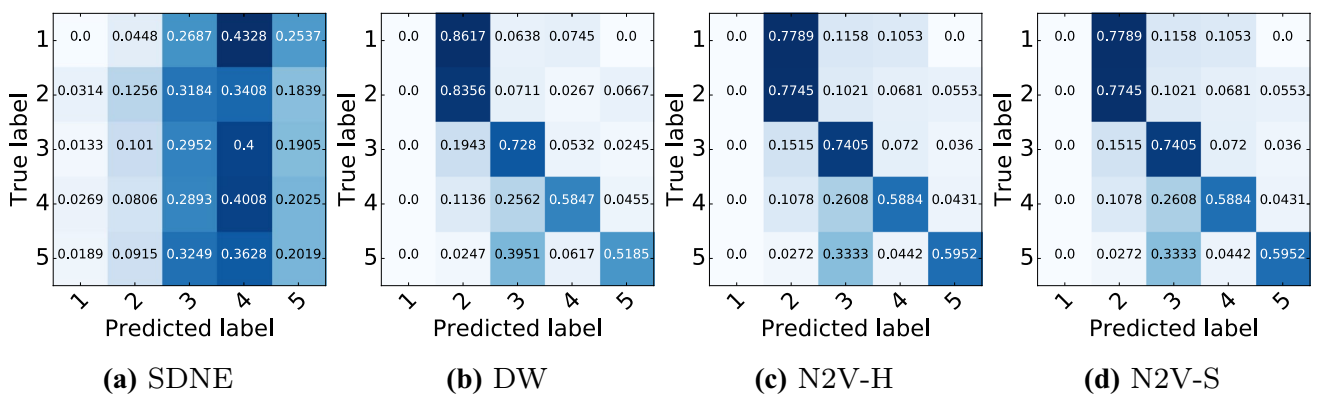 1 0.0 0.0448 0.2687 0.4328 0.2537
2 0.0314 0.1256 0.3184 0.3408 0.1839
3 0.0133 0.101 0.2952 0.4 0.1905
4 0.0269 0.0806 0.2893 0.4008 0.2025
5 0.0189 0.0915 0.3249 0.3628 0.2019
True label
1 2 3 4 5
Predicted label
(a) SDNE
1 0.0 0.8617 0.0638 0.0745 0.0
2 0.0 0.8356 0.0711 0.0267 0.0667
3 0.0 0.1943 0.728 0.0532 0.0245
4 0.0 0.1136 0.2562 0.5847 0.0455
5 0.0 0.0247 0.3951 0.0617 0.5185
True label
1 2 3 4 5
Predicted label
(b) DW
1 0.0 0.7789 0.1158 0.1053 0.0
2 0.0 0.7745 0.1021 0.0681 0.0553
3 0.0 0.1515 0.7405 0.072 0.036
4 0.0 0.1078 0.2608 0.5884 0.0431
5 0.0 0.0272 0.3333 0.0442 0.5952
True label
1 2 3 4 5
Predicted label
(c) N2V-H
1 0.0 0.7789 0.1158 0.1053 0.0
2 0.0 0.7745 0.1021 0.0681 0.0553
3 0.0 0.1515 0.7405 0.072 0.036
4 0.0 0.1078 0.2608 0.5884 0.0431
5 0.0 0.0272 0.3333 0.0442 0.5952
True label
1 2 3 4 5
Predicted label
(d) N2V-S